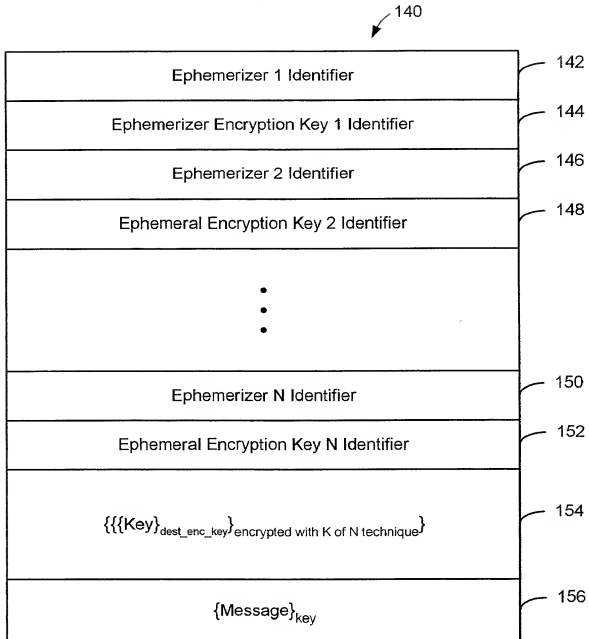 140
Ephemerizer 1 Identifier 142
Ephemerizer Encryption Key 1 Identifier 144
Ephemerizer 2 Identifier 146
Ephemeral Encryption Key 2 Identifier 148
Ephemerizer N Identifier 150
Ephemeral Encryption Key N Identifier 152
{{{Key}dest_enc_key}encrypted with K of N technique} 154
{Message}key 156